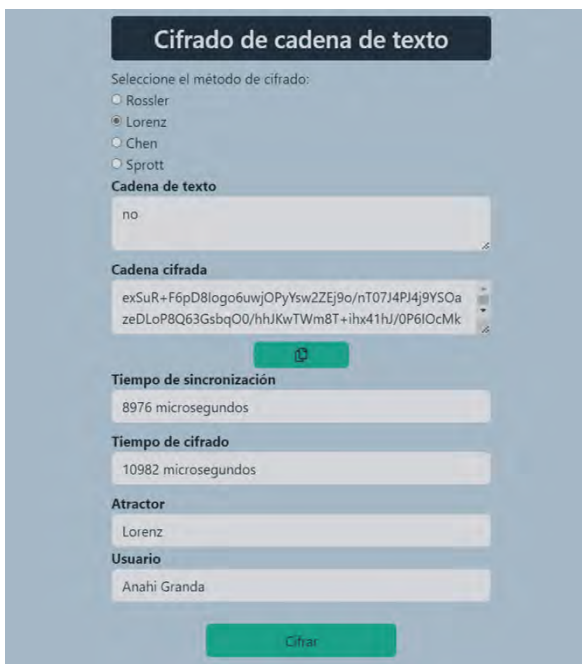 Cifrado de cadena de texto
Seleccione el método de cifrado:
Rossler
Lorenz
Chen
Sprott
Cadena de texto
no
Cadena cifrada
exSuR+F6pD8logo6uwjOPyYsw2ZEj9o/nT07J4PJ4j9YSOa
zeDLoP8Q63GsbqO0/hhJKwTWm8T+ihx41hJ/0P6IOcMk
Tiempo de sincronización
8976 microsegundos
Tiempo de cifrado
10982 microsegundos
Atractor
Lorenz
Usuario
Anahi Granda
Cifrar